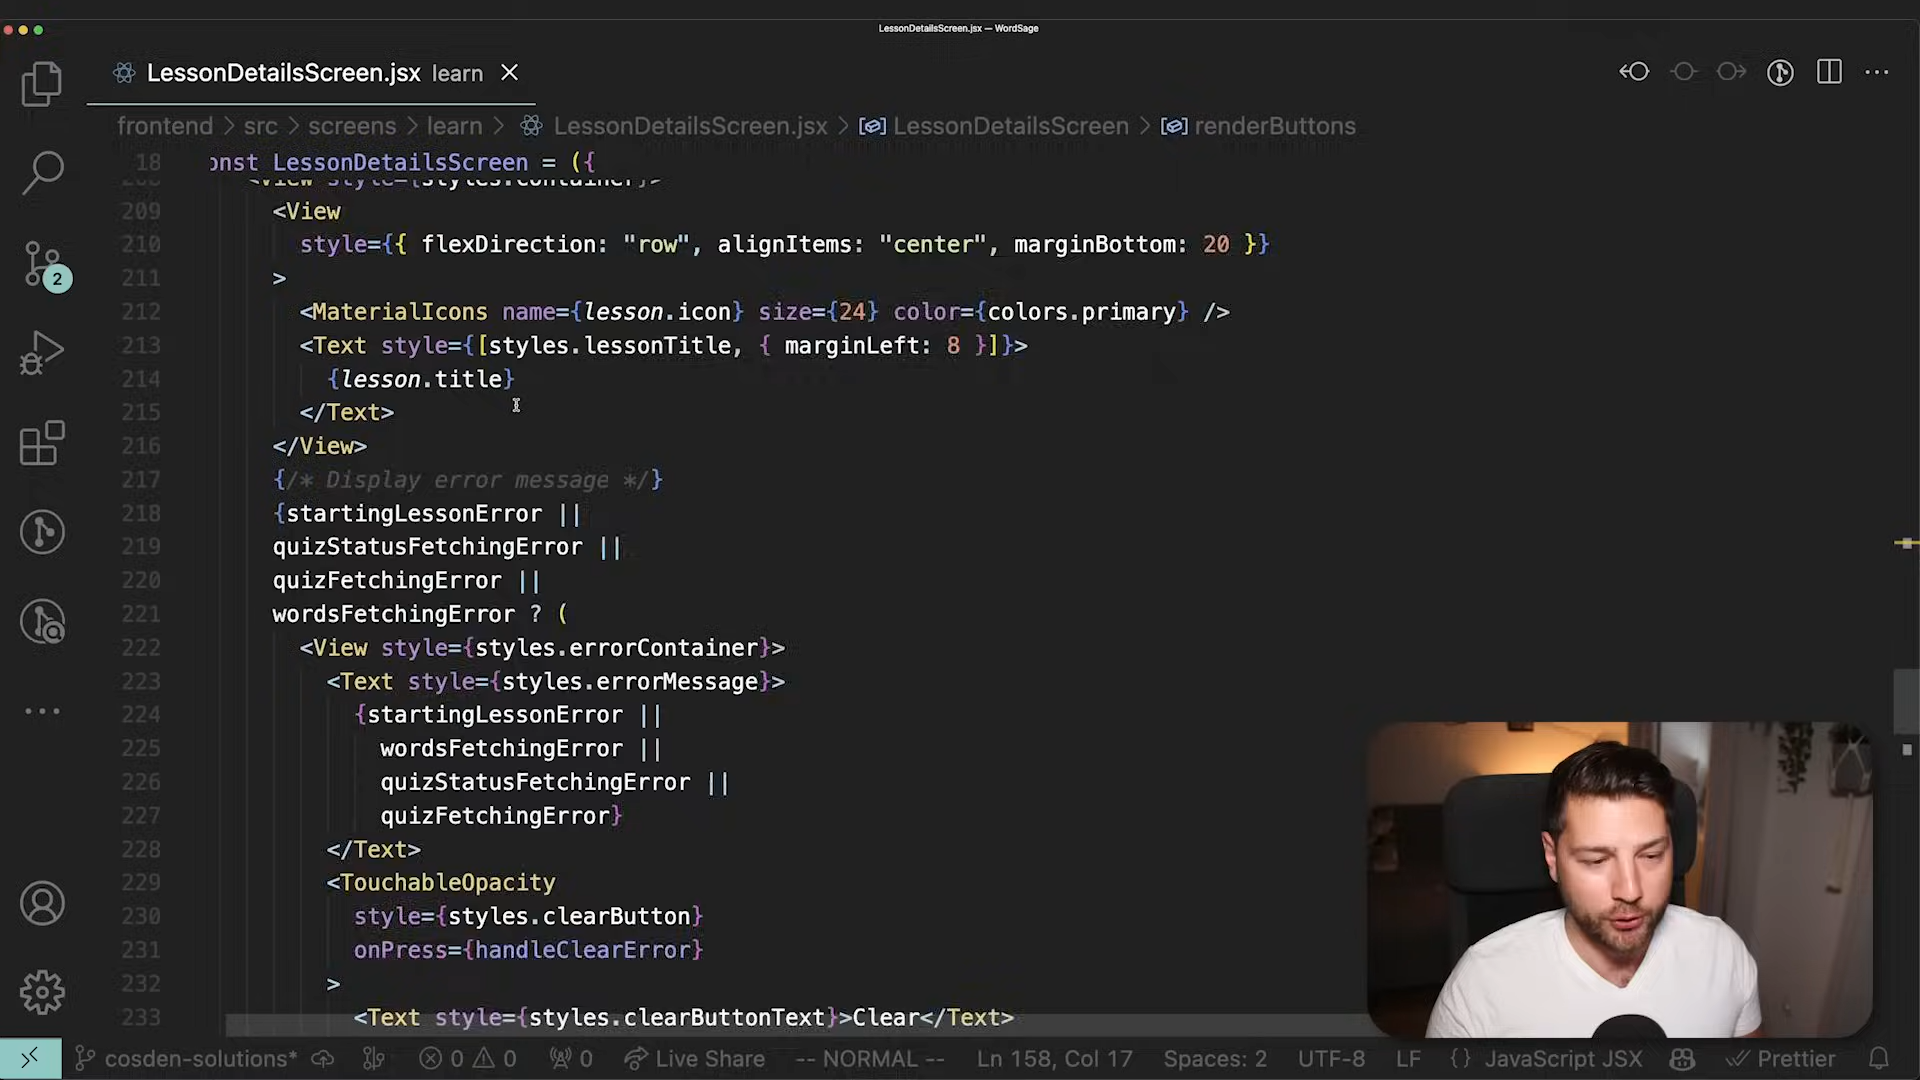 LessonDetailsScreen.jsx — WordSage
LessonDetailsScreen.jsx learn
frontend > src > screens > learn > LessonDetailsScreen.jsx > LessonDetailsScreen > renderButtons
18 onst LessonDetailsScreen = ({
208 <View style={styles.container}>
209 <View
210 style={{ flexDirection: "row", alignItems: "center", marginBottom: 20 }}
211 >
212 <MaterialIcons name={lesson.icon} size={24} color={colors.primary} />
213 <Text style={[styles.lessonTitle, { marginLeft: 8 }]}>
214 {lesson.title}
215 </Text>
216 </View>
217 {/* Display error message */}
218 {startingLessonError ||
219 quizStatusFetchingError ||
220 quizFetchingError ||
221 wordsFetchingError ? (
222 <View style={styles.errorContainer}>
223 <Text style={styles.errorMessage}>
224 {startingLessonError ||
225 wordsFetchingError ||
226 quizStatusFetchingError ||
227 quizFetchingError}
228 </Text>
229 <TouchableOpacity
230 style={styles.clearButton}
231 onPress={handleClearError}
232 >
233 <Text style={styles.clearButtonText}>Clear</Text>
2
cosden-solutions* 0 0 0 Live Share -- NORMAL -- Ln 158, Col 17 Spaces: 2 UTF-8 LF {} JavaScript JSX Prettier